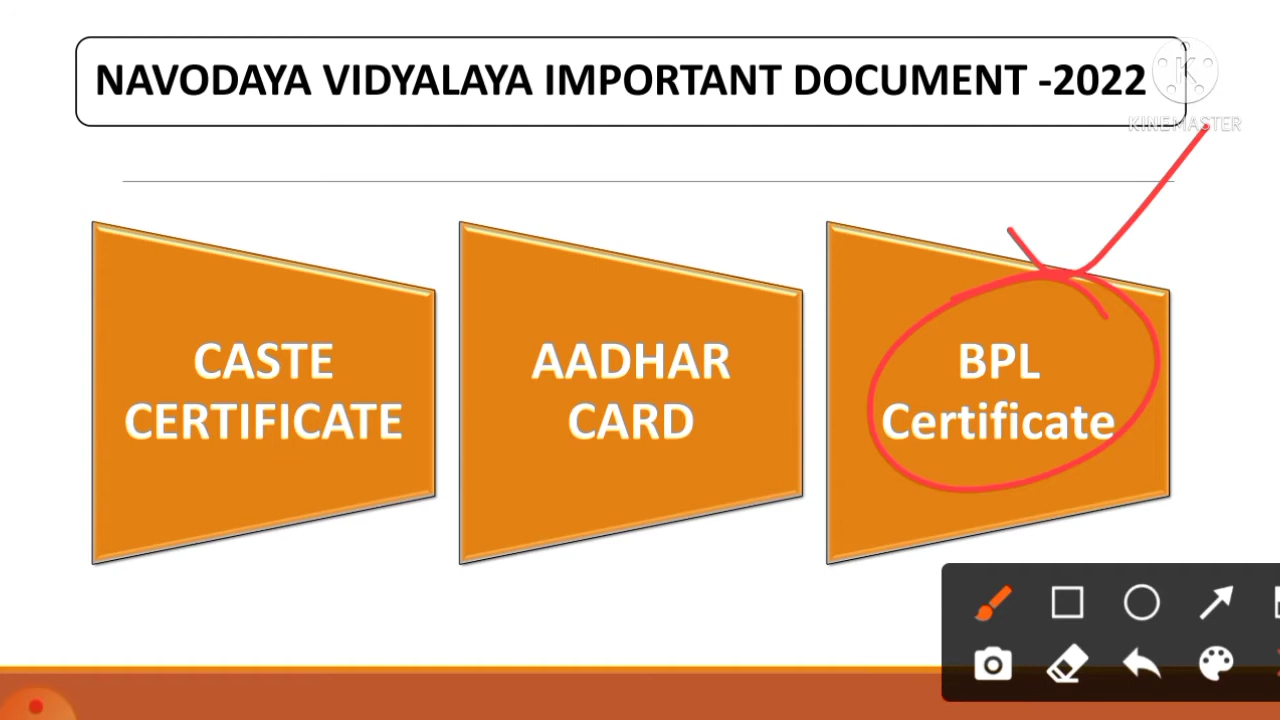 NAVODAYA VIDYALAYA IMPORTANT DOCUMENT -2022
K
KINEMASTER
CASTE
CERTIFICATE
AADHAR
CARD
BPL
Certificate